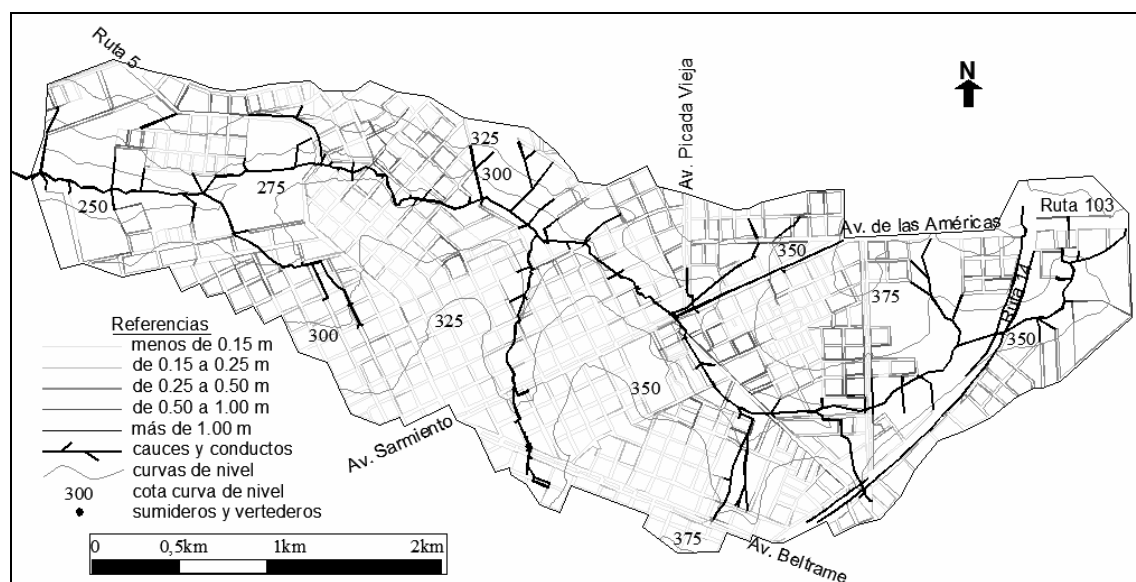 Ruta 5
Av. Picada Vieja
N
325
300
Ruta 103
Av. de las Américas
350
275
250
375
Ruta 14
325
300
350
350
Av. Sarmiento
375
Av. Beltrame
Referencias
menos de 0.15 m
de 0.15 a 0.25 m
de 0.25 a 0.50 m
de 0.50 a 1.00 m
más de 1.00 m
cauces y conductos
curvas de nivel
300 cota curva de nivel
sumideros y vertederos
0 0,5km 1km 2km